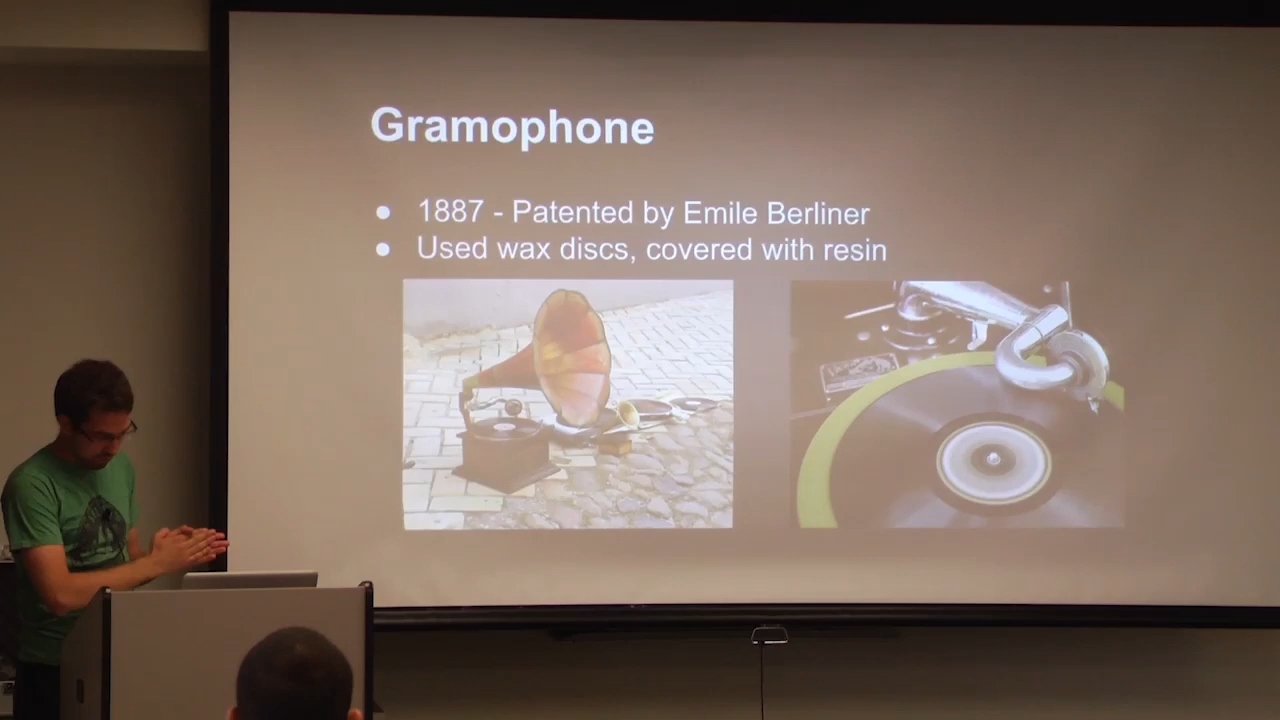 Gramophone
● 1887 - Patented by Emile Berliner
● Used wax discs, covered with resin